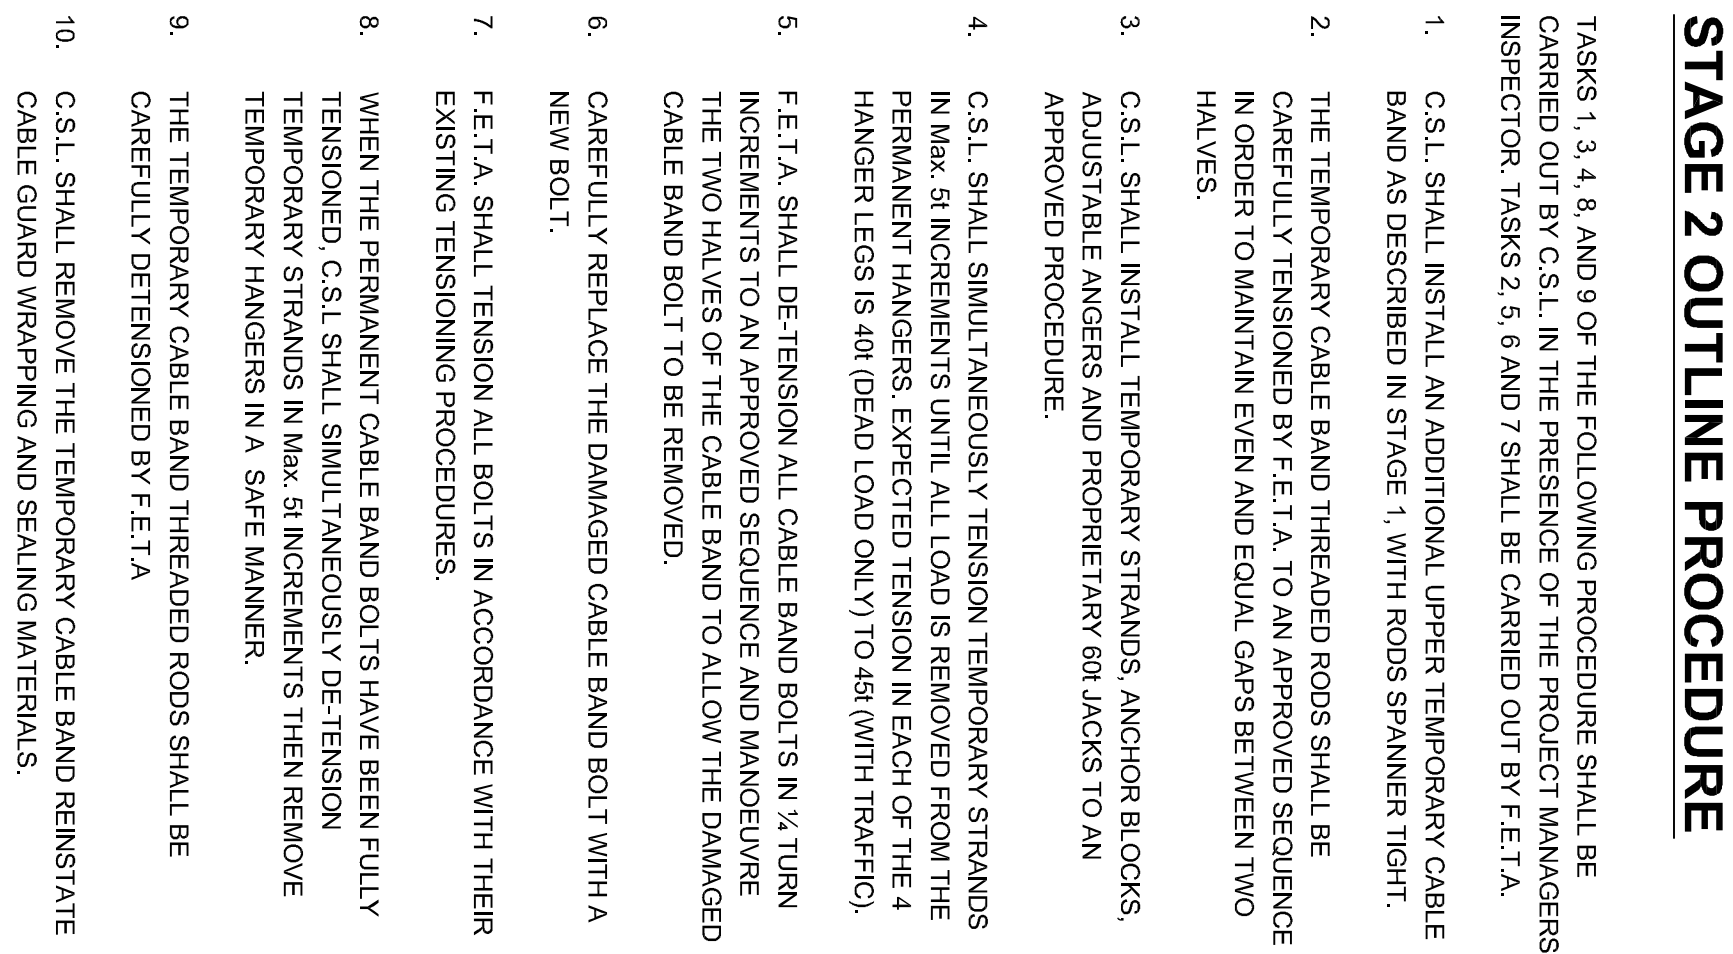 STAGE 2 OUTLINE PROCEDURE
TASKS 1, 3, 4, 8, AND 9 OF THE FOLLOWING PROCEDURE SHALL BE
CARRIED OUT BY C.S.L. IN THE PRESENCE OF THE PROJECT MANAGERS
INSPECTOR. TASKS 2, 5, 6 AND 7 SHALL BE CARRIED OUT BY F.E.T.A.
1. C.S.L. SHALL INSTALL AN ADDITIONAL UPPER TEMPORARY CABLE
BAND AS DESCRIBED IN STAGE 1, WITH RODS SPANNER TIGHT.
2. THE TEMPORARY CABLE BAND THREADED RODS SHALL BE
CAREFULLY TENSIONED BY F.E.T.A. TO AN APPROVED SEQUENCE
IN ORDER TO MAINTAIN EVEN AND EQUAL GAPS BETWEEN TWO
HALVES.
3. C.S.L. SHALL INSTALL TEMPORARY STRANDS, ANCHOR BLOCKS,
ADJUSTABLE ANGERS AND PROPRIETARY 60t JACKS TO AN
APPROVED PROCEDURE.
4. C.S.L. SHALL SIMULTANEOUSLY TENSION TEMPORARY STRANDS
IN Max. 5t INCREMENTS UNTIL ALL LOAD IS REMOVED FROM THE
PERMANENT HANGERS. EXPECTED TENSION IN EACH OF THE 4
HANGER LEGS IS 40t (DEAD LOAD ONLY) TO 45t (WITH TRAFFIC).
5. F.E.T.A. SHALL DE-TENSION ALL CABLE BAND BOLTS IN ¼ TURN
INCREMENTS TO AN APPROVED SEQUENCE AND MANOEUVRE
THE TWO HALVES OF THE CABLE BAND TO ALLOW THE DAMAGED
CABLE BAND BOLT TO BE REMOVED.
6. CAREFULLY REPLACE THE DAMAGED CABLE BAND BOLT WITH A
NEW BOLT.
7. F.E.T.A. SHALL TENSION ALL BOLTS IN ACCORDANCE WITH THEIR
EXISTING TENSIONING PROCEDURES.
8. WHEN THE PERMANENT CABLE BAND BOLTS HAVE BEEN FULLY
TENSIONED, C.S.L SHALL SIMULTANEOUSLY DE-TENSION
TEMPORARY STRANDS IN Max. 5t INCREMENTS THEN REMOVE
TEMPORARY HANGERS IN A SAFE MANNER.
9. THE TEMPORARY CABLE BAND THREADED RODS SHALL BE
CAREFULLY DETENSIONED BY F.E.T.A
10. C.S.L. SHALL REMOVE THE TEMPORARY CABLE BAND REINSTATE
CABLE GUARD WRAPPING AND SEALING MATERIALS.